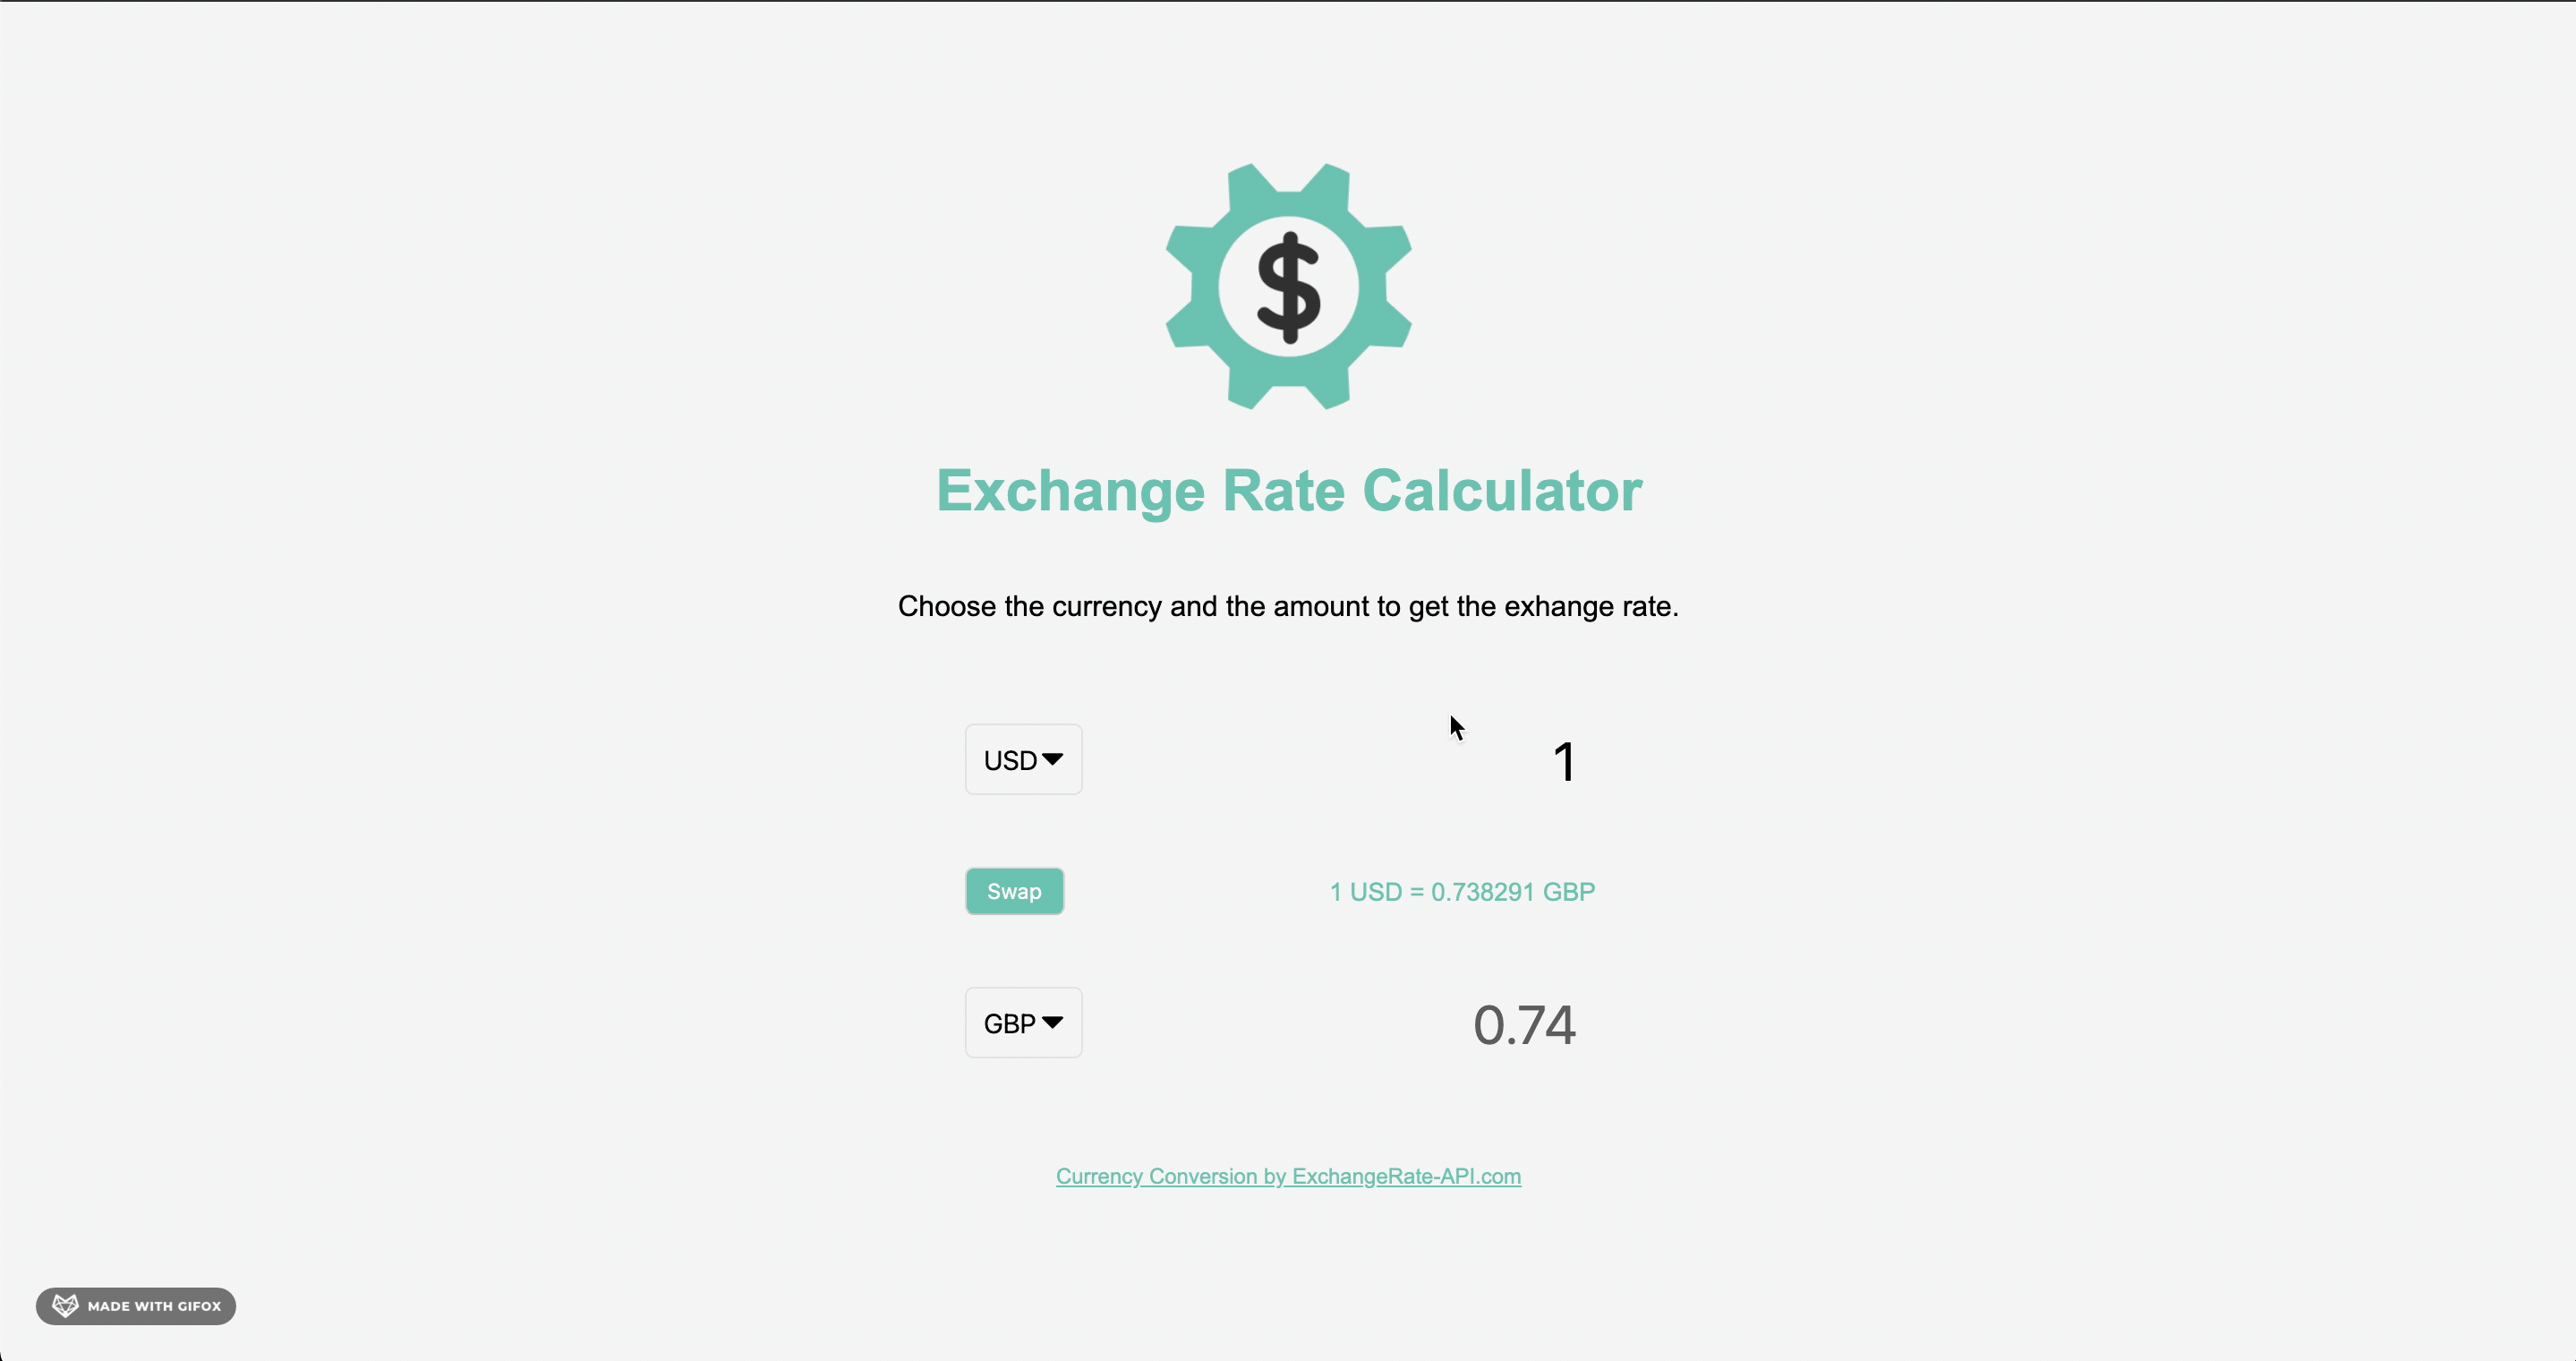 $
Exchange Rate Calculator
Choose the currency and the amount to get the exhange rate.
USD 1
Swap 1 USD = 0.738291 GBP
GBP 0.74
Currency Conversion by ExchangeRate-API.com
MADE WITH GIFOX